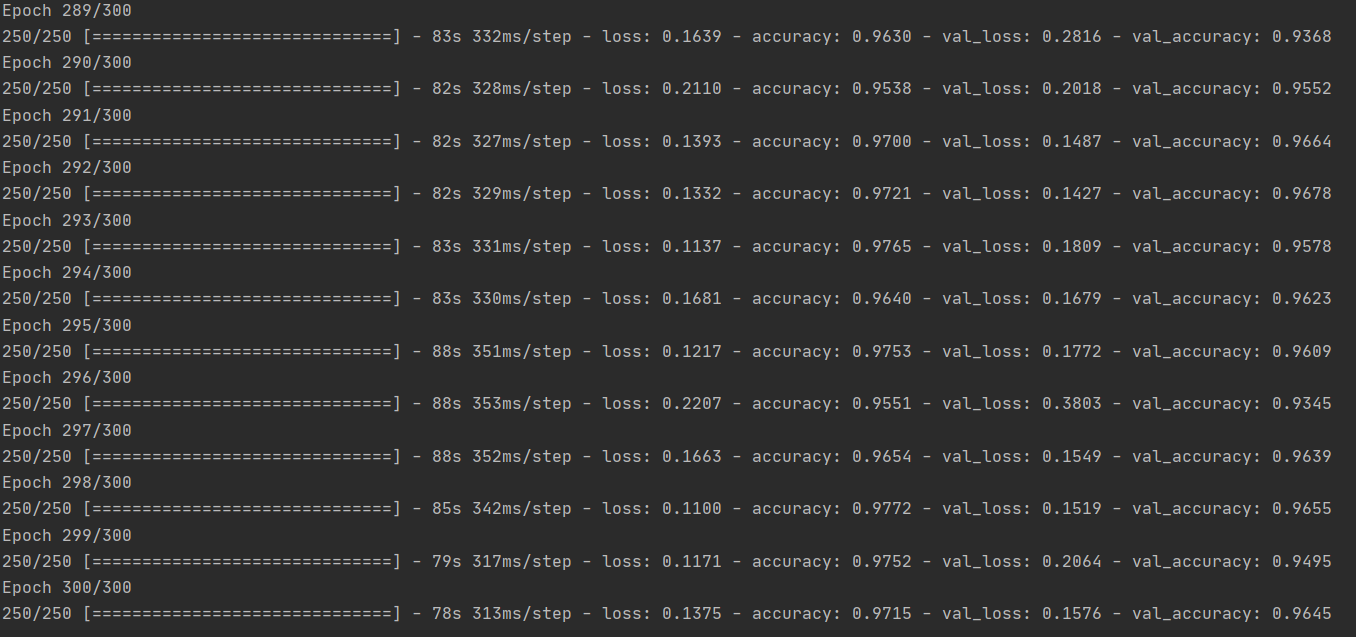 Epoch 289/300
250/250 [==============================] - 83s 332ms/step - loss: 0.1639 - accuracy: 0.9630 - val_loss: 0.2816 - val_accuracy: 0.9368
Epoch 290/300
250/250 [==============================] - 82s 328ms/step - loss: 0.2110 - accuracy: 0.9538 - val_loss: 0.2018 - val_accuracy: 0.9552
Epoch 291/300
250/250 [==============================] - 82s 327ms/step - loss: 0.1393 - accuracy: 0.9700 - val_loss: 0.1487 - val_accuracy: 0.9664
Epoch 292/300
250/250 [==============================] - 82s 329ms/step - loss: 0.1332 - accuracy: 0.9721 - val_loss: 0.1427 - val_accuracy: 0.9678
Epoch 293/300
250/250 [==============================] - 83s 331ms/step - loss: 0.1137 - accuracy: 0.9765 - val_loss: 0.1809 - val_accuracy: 0.9578
Epoch 294/300
250/250 [==============================] - 83s 330ms/step - loss: 0.1681 - accuracy: 0.9640 - val_loss: 0.1679 - val_accuracy: 0.9623
Epoch 295/300
250/250 [==============================] - 88s 351ms/step - loss: 0.1217 - accuracy: 0.9753 - val_loss: 0.1772 - val_accuracy: 0.9609
Epoch 296/300
250/250 [==============================] - 88s 353ms/step - loss: 0.2207 - accuracy: 0.9551 - val_loss: 0.3803 - val_accuracy: 0.9345
Epoch 297/300
250/250 [==============================] - 88s 352ms/step - loss: 0.1663 - accuracy: 0.9654 - val_loss: 0.1549 - val_accuracy: 0.9639
Epoch 298/300
250/250 [==============================] - 85s 342ms/step - loss: 0.1100 - accuracy: 0.9772 - val_loss: 0.1519 - val_accuracy: 0.9655
Epoch 299/300
250/250 [==============================] - 79s 317ms/step - loss: 0.1171 - accuracy: 0.9752 - val_loss: 0.2064 - val_accuracy: 0.9495
Epoch 300/300
250/250 [==============================] - 78s 313ms/step - loss: 0.1375 - accuracy: 0.9715 - val_loss: 0.1576 - val_accuracy: 0.9645